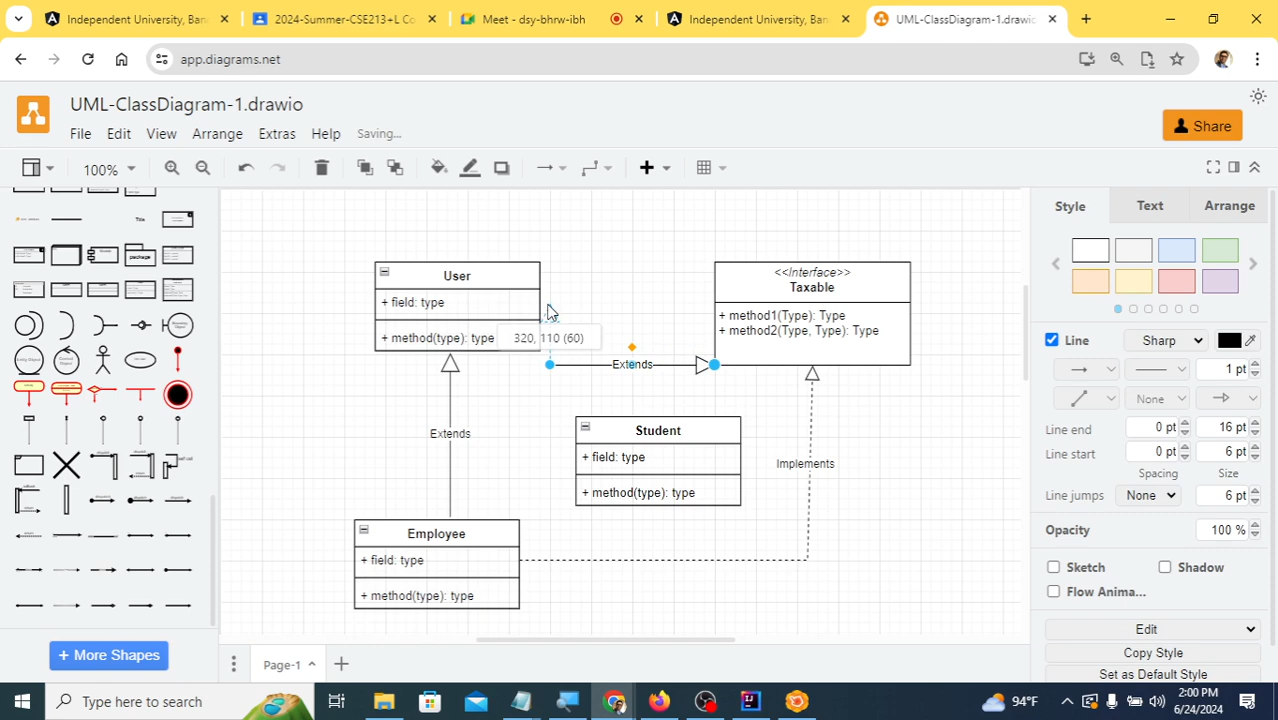 Independent University, Ban
2024-Summer-CSE213+L Co
Meet - dsy-bhrw-ibh
Independent University, Ban
UML-ClassDiagram-1.drawio
app.diagrams.net
UML-ClassDiagram-1.drawio
File Edit View Arrange Extras Help Saving...
Share
100%
Style Text Arrange
Title
package
User
+ field: type
+ method(type): type
320, 110 (60)
<<Interface>>
Taxable
+ method1(Type): Type
+ method2(Type, Type): Type
Extends
Extends
Student
+ field: type
+ method(type): type
Implements
Employee
+ field: type
+ method(type): type
Line Sharp
1 pt
None
Line end 0 pt 16 pt
Line start 0 pt 6 pt
Spacing Size
Line jumps None 6 pt
Opacity 100 %
Sketch Shadow
Flow Anima...
Edit
Copy Style
Set as Default Style
+ More Shapes
Page-1
Type here to search
94°F
2:00 PM
6/24/2024